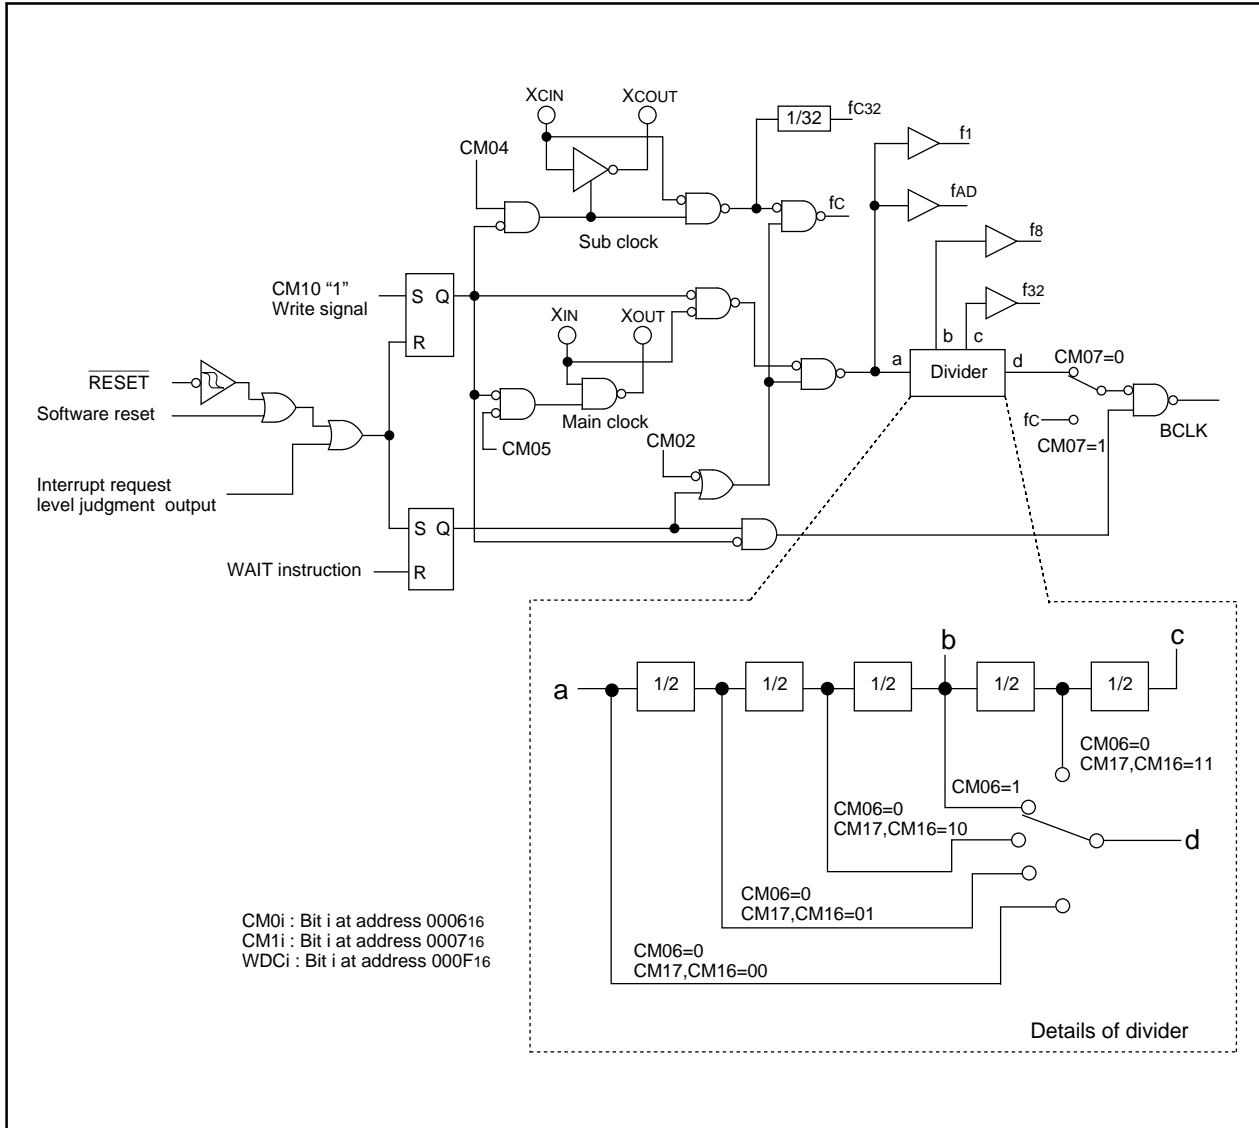 XCIN
XCOUT
1/32
fC32
f1
CM04
fAD
fC
Sub clock
f8
CM10 “1”
Write signal
S Q
R
XIN
XOUT
f32
b
c
a
Divider
d
CM07=0
RESET
Software reset
Main clock
CM05
CM02
fC
CM07=1
BCLK
Interrupt request
level judgment output
S Q
R
WAIT instruction
b
c
a
1/2
1/2
1/2
1/2
1/2
CM06=0
CM17,CM16=11
CM06=1
CM06=0
CM17,CM16=10
d
CM06=0
CM17,CM16=01
CM06=0
CM17,CM16=00
CM0i : Bit i at address 000616
CM1i : Bit i at address 000716
WDCi : Bit i at address 000F16
Details of divider